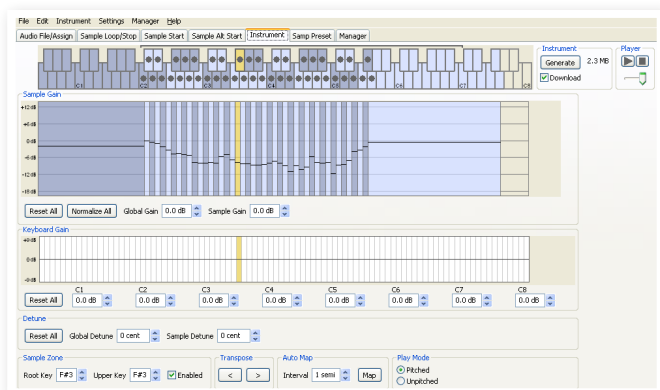 File Edit Instrument Settings Manager Help
Audio File/Assign Sample Loop/Stop Sample Start Sample Alt Start Instrument Samp Preset Manager
C1 C2 C3 C4 C5 C6 C7 C8
Instrument
Generate 2.3 MB
Download
Player
Sample Gain
+12 dB
+6 dB
0 dB
-6 dB
-12 dB
-18 dB
Reset All Normalize All Global Gain 0.0 dB Sample Gain 0.0 dB
Keyboard Gain
0 dB
C1 C2 C3 C4 C5 C6 C7 C8
Reset All 0.0 dB 0.0 dB 0.0 dB 0.0 dB 0.0 dB 0.0 dB 0.0 dB 0.0 dB
Detune
Reset All Global Detune 0 cent Sample Detune 0 cent
Sample Zone Transpose Auto Map Play Mode
Root Key F#3 Upper Key F#3 Enabled < > Interval 1 semi Map Pitched
Unpitched